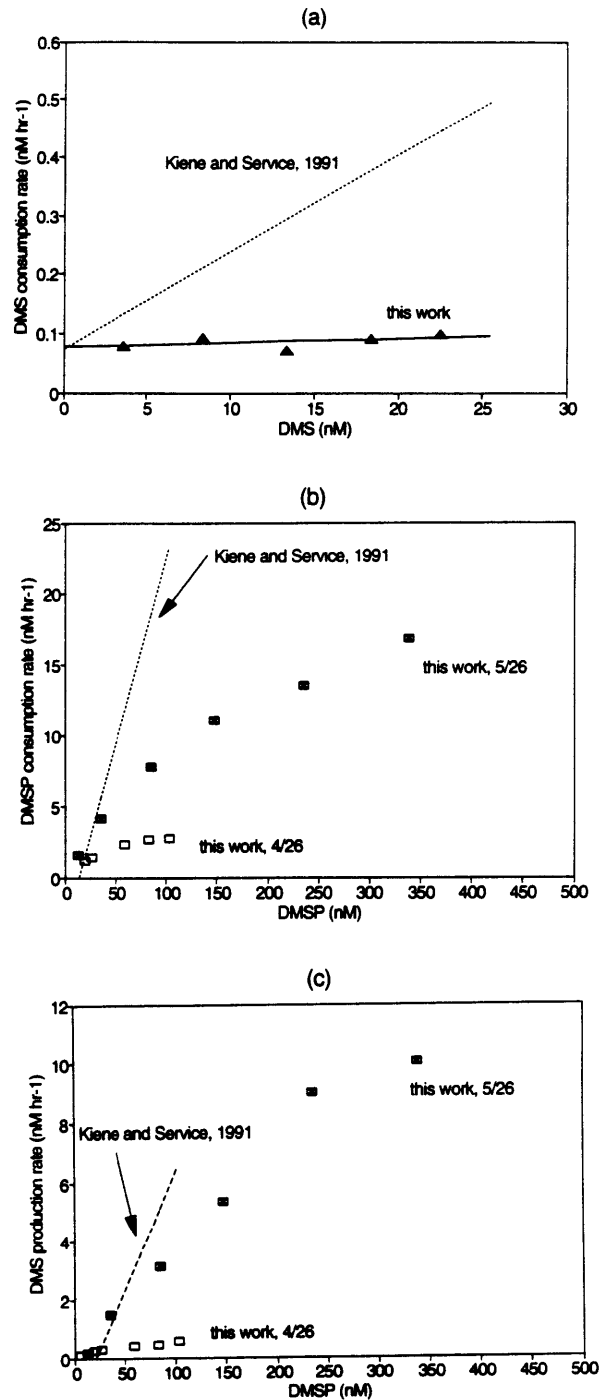 (a)
0.6
0.5
0.4
0.3
0.2
0.1
0
DMS consumption rate (nM hr-1)
Kiene and Service, 1991
this work
0 5 10 15 20 25 30
DMS (nM)
(b)
25
20
15
10
5
0
DMSP consumption rate (nM hr-1)
Kiene and Service, 1991
this work, 5/26
this work, 4/26
0 50 100 150 200 250 300 350 400 450 500
DMSP (nM)
(c)
12
10
8
6
4
2
0
DMS production rate (nM hr-1)
this work, 5/26
Kiene and Service, 1991
this work, 4/26
0 50 100 150 200 250 300 350 400 450 500
DMSP (nM)